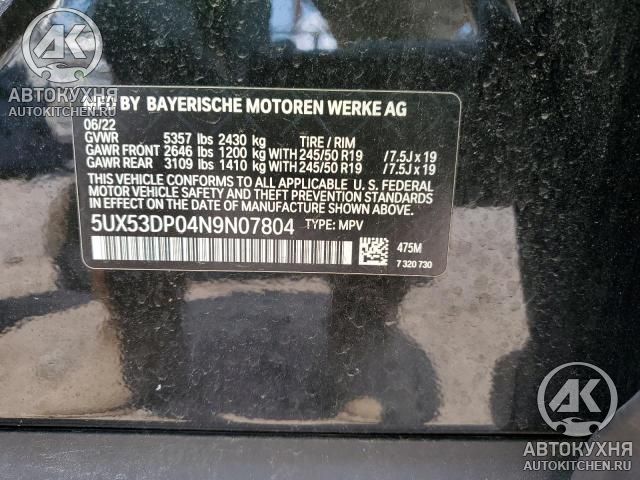 AK
АВТОКУХНЯ
AUTOKITCHEN.RU
MFD BY BAYERISCHE MOTOREN WERKE AG
06/22
GVWR 5357 lbs 2430 kg TIRE / RIM
GAWR FRONT 2646 lbs 1200 kg WITH 245/50 R19 /7.5J x 19
GAWR REAR 3109 lbs 1410 kg WITH 245/50 R19 /7.5J x 19
THIS VEHICLE CONFORMS TO ALL APPLICABLE U. S. FEDERAL
MOTOR VEHICLE SAFETY AND THEFT PREVENTION STANDARDS
IN EFFECT ON THE DATE OF MANUFACTURE SHOWN ABOVE.
5UX53DP04N9N07804 TYPE: MPV
475M
7 320 730
AK
АВТОКУХНЯ
AUTOKITCHEN.RU